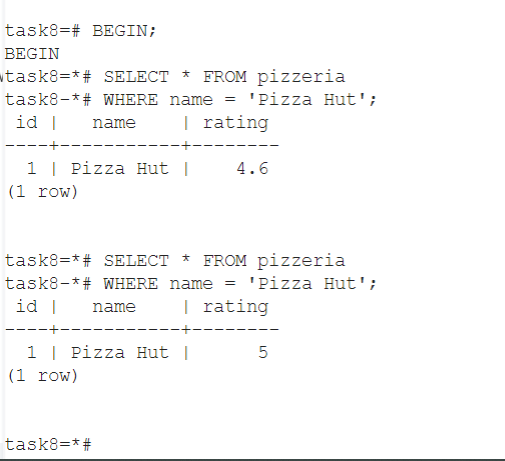 task8=# BEGIN;
BEGIN
task8=*# SELECT * FROM pizzeria
task8-*# WHERE name = 'Pizza Hut';
 id |   name    | rating
----+-----------+--------
  1 | Pizza Hut |    4.6
(1 row)
task8=*# SELECT * FROM pizzeria
task8-*# WHERE name = 'Pizza Hut';
 id |   name    | rating
----+-----------+--------
  1 | Pizza Hut |      5
(1 row)
task8=*#